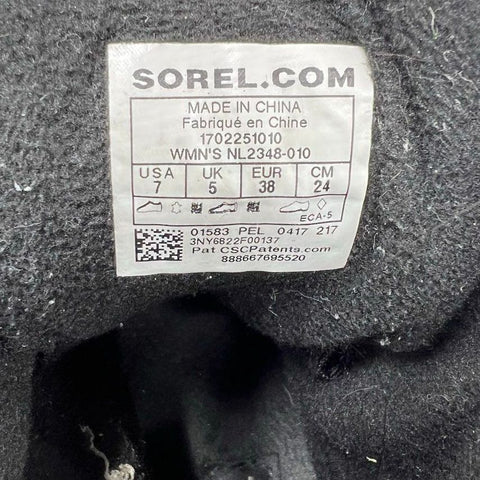 SOREL.COM
MADE IN CHINA
Fabriqué en Chine
1702251010
WMN'S NL2348-010
USA UK EUR CM
7 5 38 24
ECA-5
01583 PEL 0417 217
3NY6822F00137
Pat CSCPatents.com
888667695520